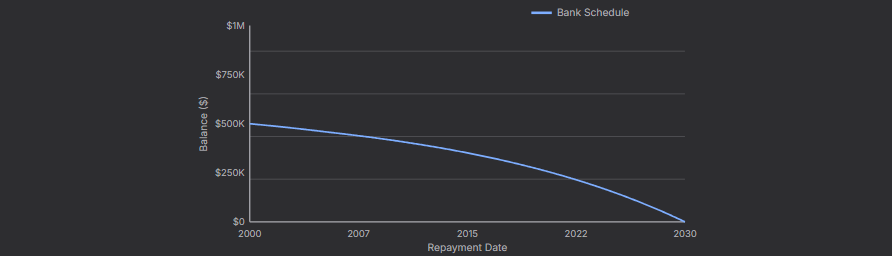 Bank Schedule
$1M
$750K
$500K
$250K
$0
Balance ($)
2000 2007 2015 2022 2030
Repayment Date